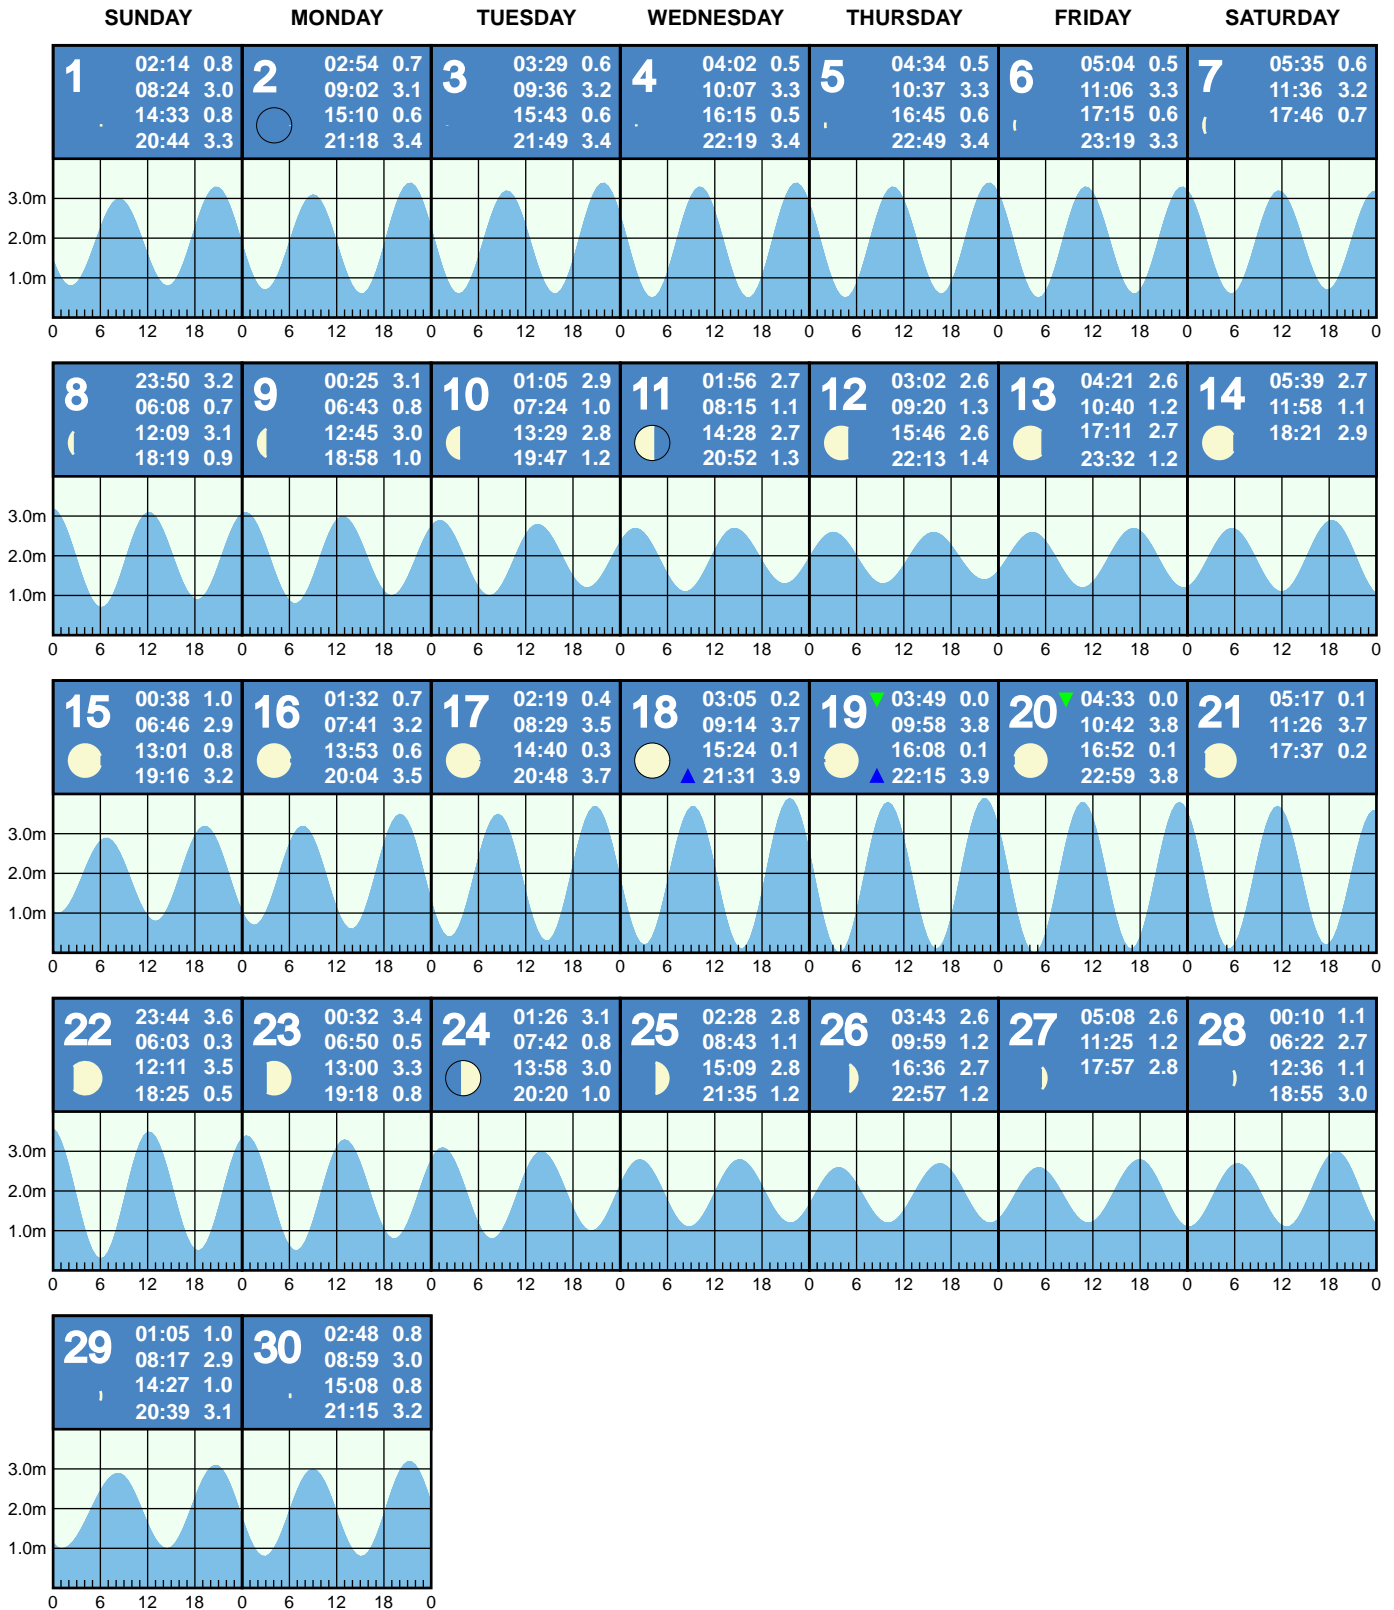 SUNDAY MONDAY TUESDAY WEDNESDAY THURSDAY FRIDAY SATURDAY
1 02:14 0.8
08:24 3.0
14:33 0.8
20:44 3.3
2 02:54 0.7
09:02 3.1
15:10 0.6
21:18 3.4
3 03:29 0.6
09:36 3.2
15:43 0.6
21:49 3.4
4 04:02 0.5
10:07 3.3
16:15 0.5
22:19 3.4
5 04:34 0.5
10:37 3.3
16:45 0.6
22:49 3.4
6 05:04 0.5
11:06 3.3
17:15 0.6
23:19 3.3
7 05:35 0.6
11:36 3.2
17:46 0.7
3.0m
2.0m
1.0m
0 6 12 18 0 6 12 18 0 6 12 18 0 6 12 18 0 6 12 18 0 6 12 18 0 6 12 18 0
8 23:50 3.2
06:08 0.7
12:09 3.1
18:19 0.9
9 00:25 3.1
06:43 0.8
12:45 3.0
18:58 1.0
10 01:05 2.9
07:24 1.0
13:29 2.8
19:47 1.2
11 01:56 2.7
08:15 1.1
14:28 2.7
20:52 1.3
12 03:02 2.6
09:20 1.3
15:46 2.6
22:13 1.4
13 04:21 2.6
10:40 1.2
17:11 2.7
23:32 1.2
14 05:39 2.7
11:58 1.1
18:21 2.9
3.0m
2.0m
1.0m
0 6 12 18 0 6 12 18 0 6 12 18 0 6 12 18 0 6 12 18 0 6 12 18 0 6 12 18 0
15 00:38 1.0
06:46 2.9
13:01 0.8
19:16 3.2
16 01:32 0.7
07:41 3.2
13:53 0.6
20:04 3.5
17 02:19 0.4
08:29 3.5
14:40 0.3
20:48 3.7
18 03:05 0.2
09:14 3.7
15:24 0.1
21:31 3.9
19 03:49 0.0
09:58 3.8
16:08 0.1
22:15 3.9
20 04:33 0.0
10:42 3.8
16:52 0.1
22:59 3.8
21 05:17 0.1
11:26 3.7
17:37 0.2
3.0m
2.0m
1.0m
0 6 12 18 0 6 12 18 0 6 12 18 0 6 12 18 0 6 12 18 0 6 12 18 0 6 12 18 0
22 23:44 3.6
06:03 0.3
12:11 3.5
18:25 0.5
23 00:32 3.4
06:50 0.5
13:00 3.3
19:18 0.8
24 01:26 3.1
07:42 0.8
13:58 3.0
20:20 1.0
25 02:28 2.8
08:43 1.1
15:09 2.8
21:35 1.2
26 03:43 2.6
09:59 1.2
16:36 2.7
22:57 1.2
27 05:08 2.6
11:25 1.2
17:57 2.8
28 00:10 1.1
06:22 2.7
12:36 1.1
18:55 3.0
3.0m
2.0m
1.0m
0 6 12 18 0 6 12 18 0 6 12 18 0 6 12 18 0 6 12 18 0 6 12 18 0 6 12 18 0
29 01:05 1.0
08:17 2.9
14:27 1.0
20:39 3.1
30 02:48 0.8
08:59 3.0
15:08 0.8
21:15 3.2
3.0m
2.0m
1.0m
0 6 12 18 0 6 12 18 0